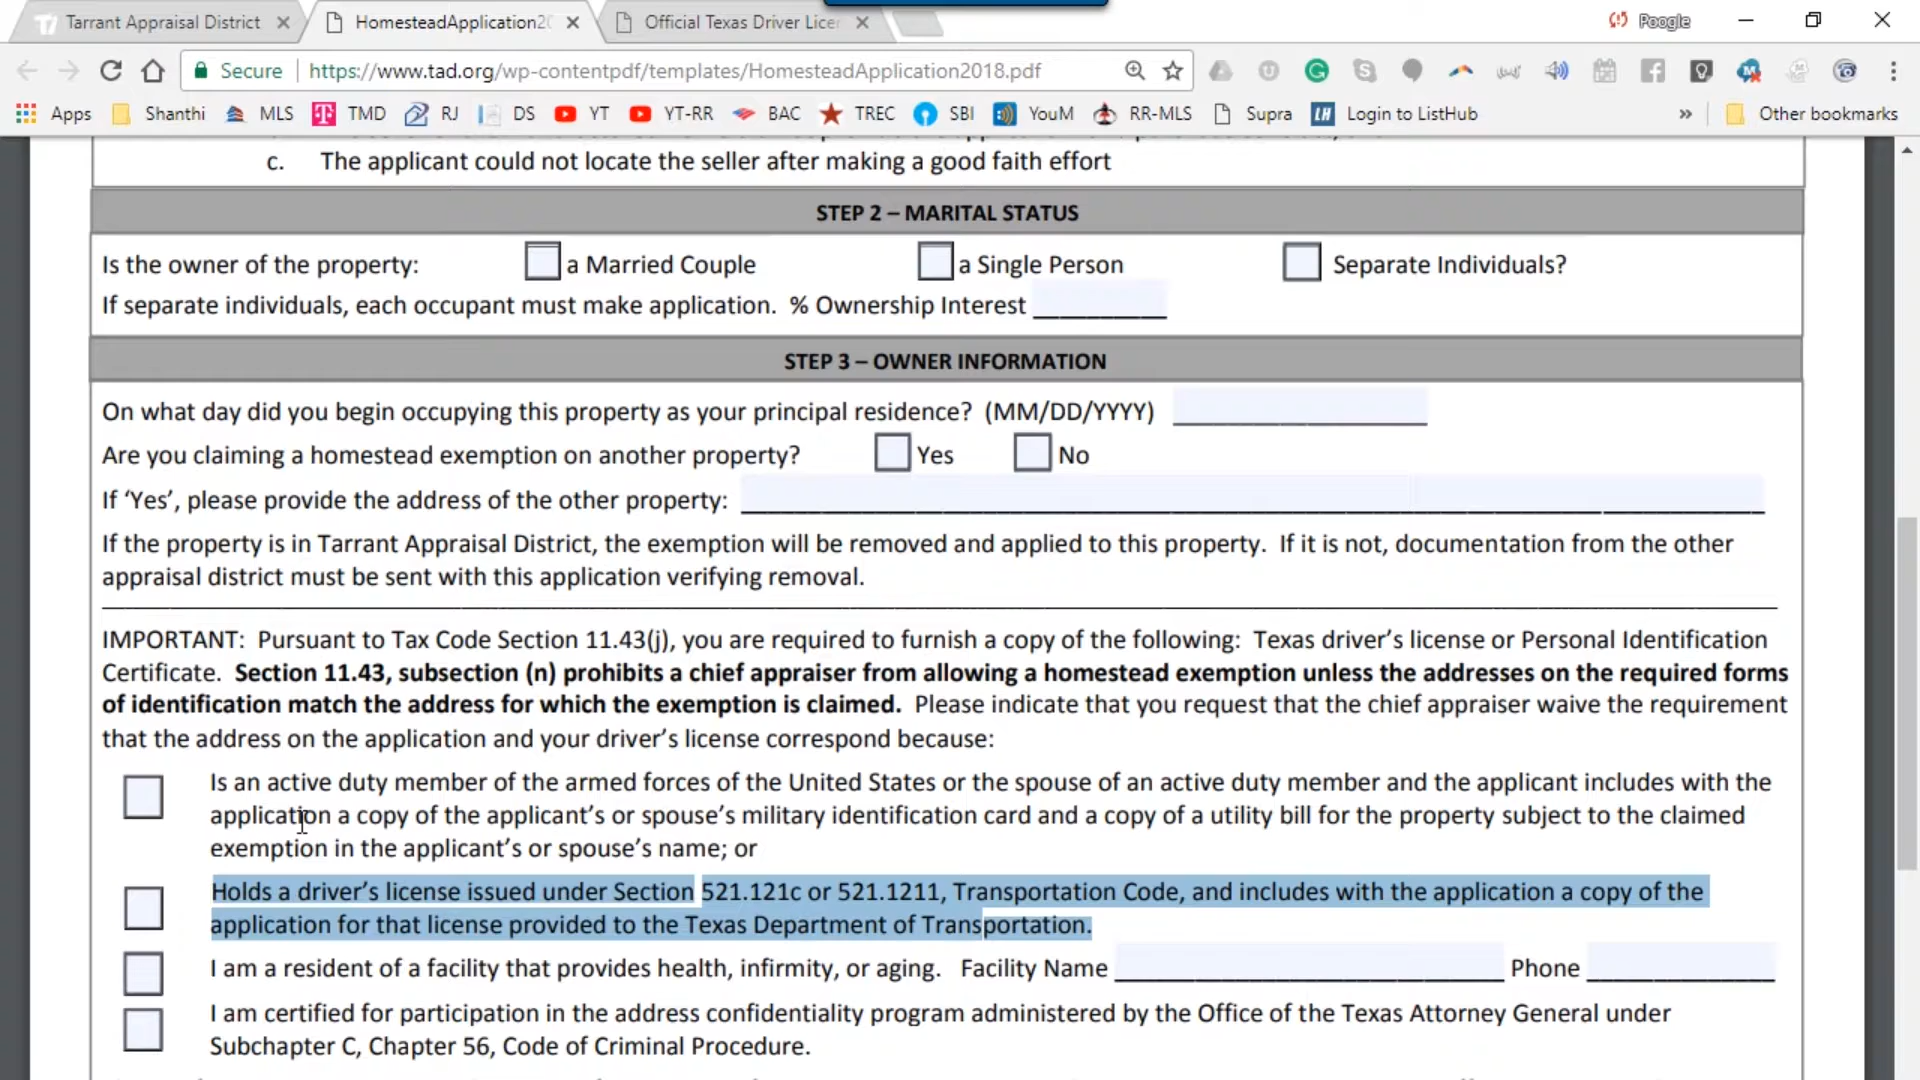 Tarrant Appraisal District
HomesteadApplication20
Official Texas Driver Licen
Poogle
Secure
https://www.tad.org/wp-contentpdf/templates/HomesteadApplication2018.pdf
Apps Shanthi MLS TMD RJ DS YT YT-RR BAC TREC SBI YouM RR-MLS Supra LH Login to ListHub » Other bookmarks
c. The applicant could not locate the seller after making a good faith effort
STEP 2 – MARITAL STATUS
Is the owner of the property: a Married Couple a Single Person Separate Individuals?
If separate individuals, each occupant must make application. % Ownership Interest
STEP 3 – OWNER INFORMATION
On what day did you begin occupying this property as your principal residence? (MM/DD/YYYY)
Are you claiming a homestead exemption on another property? Yes No
If ‘Yes’, please provide the address of the other property:
If the property is in Tarrant Appraisal District, the exemption will be removed and applied to this property. If it is not, documentation from the other
appraisal district must be sent with this application verifying removal.
IMPORTANT: Pursuant to Tax Code Section 11.43(j), you are required to furnish a copy of the following: Texas driver’s license or Personal Identification
Certificate. Section 11.43, subsection (n) prohibits a chief appraiser from allowing a homestead exemption unless the addresses on the required forms
of identification match the address for which the exemption is claimed. Please indicate that you request that the chief appraiser waive the requirement
that the address on the application and your driver’s license correspond because:
Is an active duty member of the armed forces of the United States or the spouse of an active duty member and the applicant includes with the
application a copy of the applicant’s or spouse’s military identification card and a copy of a utility bill for the property subject to the claimed
exemption in the applicant’s or spouse’s name; or
Holds a driver’s license issued under Section 521.121c or 521.1211, Transportation Code, and includes with the application a copy of the
application for that license provided to the Texas Department of Transportation.
I am a resident of a facility that provides health, infirmity, or aging. Facility Name Phone
I am certified for participation in the address confidentiality program administered by the Office of the Texas Attorney General under
Subchapter C, Chapter 56, Code of Criminal Procedure.